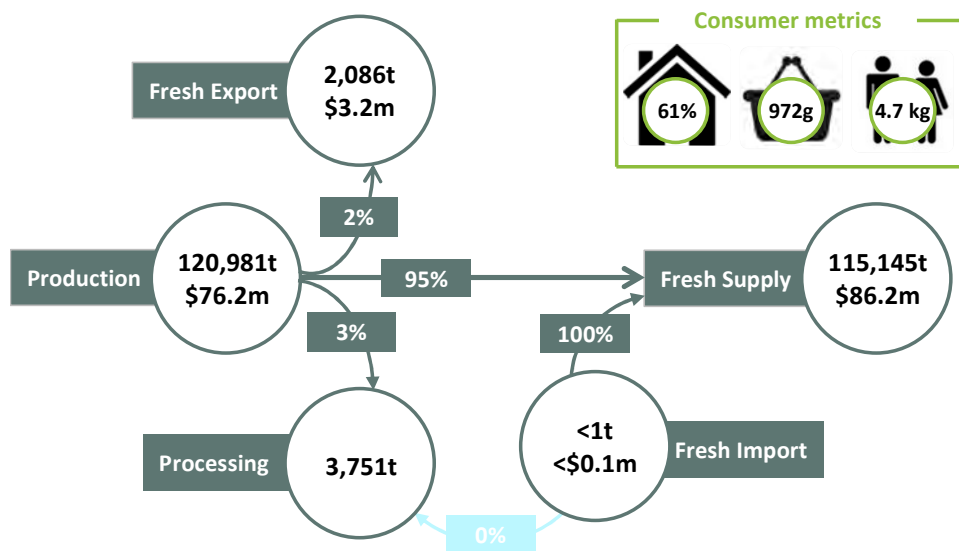 Consumer metrics
61%
972g
4.7 kg
Fresh Export
2,086t
$3.2m
2%
Production
120,981t
$76.2m
95%
Fresh Supply
115,145t
$86.2m
3%
100%
Processing
3,751t
<1t
<$0.1m
Fresh Import
0%